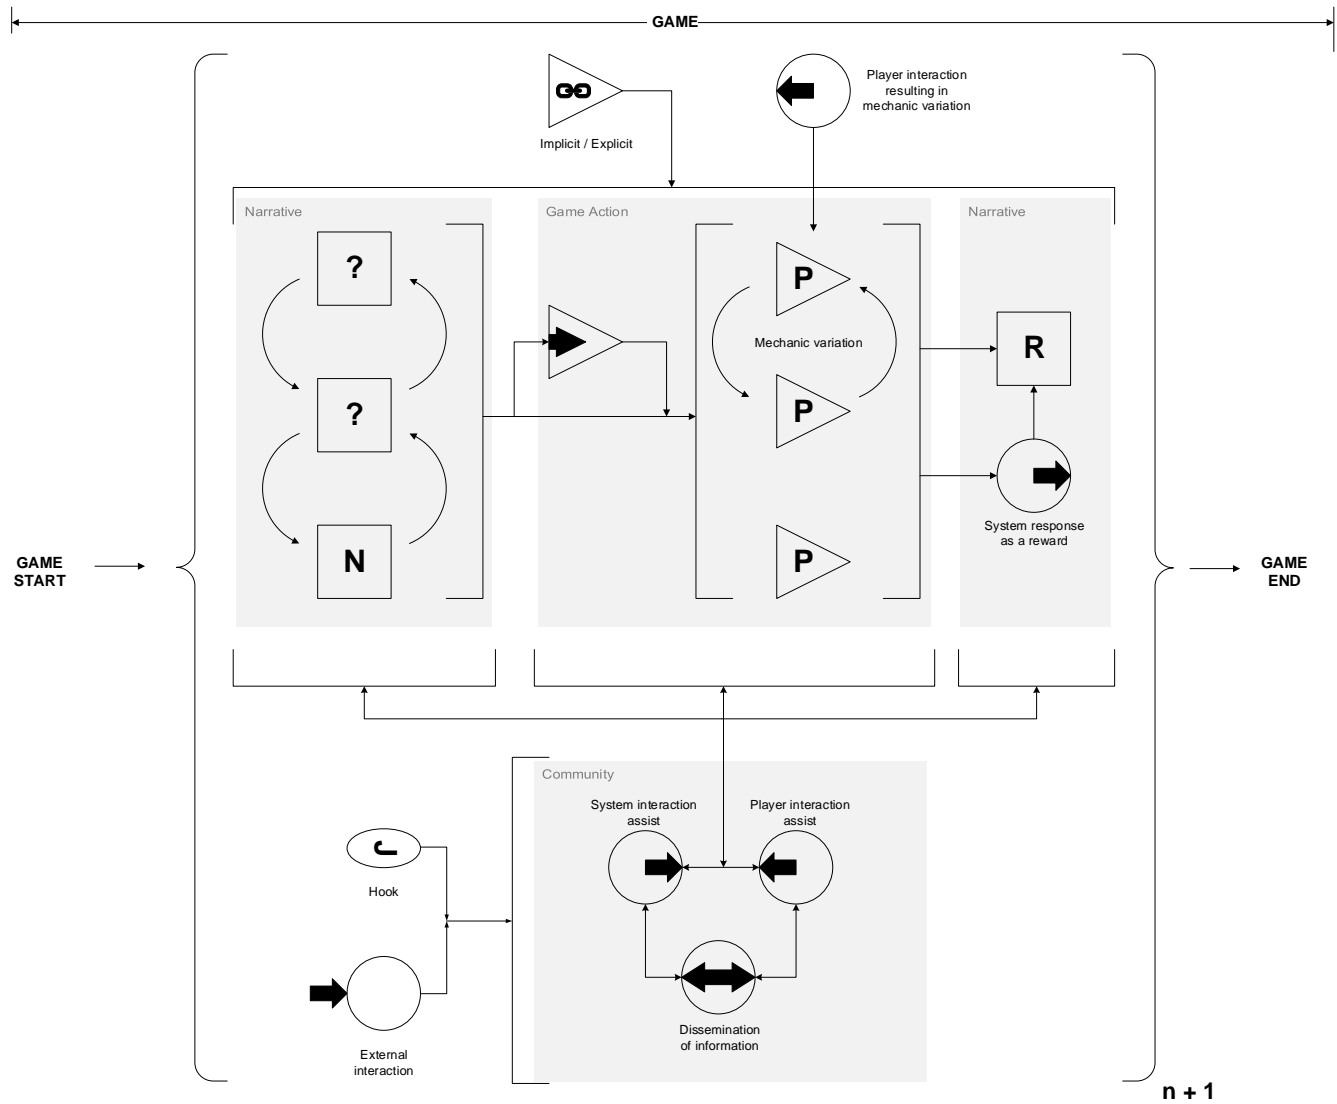 GAME
Player interaction
resulting in
mechanic variation
Implicit / Explicit
Narrative
Game Action
Narrative
?
P
Mechanic variation
R
?
P
System response
as a reward
N
P
GAME
START
GAME
END
Community
System interaction
assist
Player interaction
assist
Hook
Dissemination
of information
External
interaction
n + 1